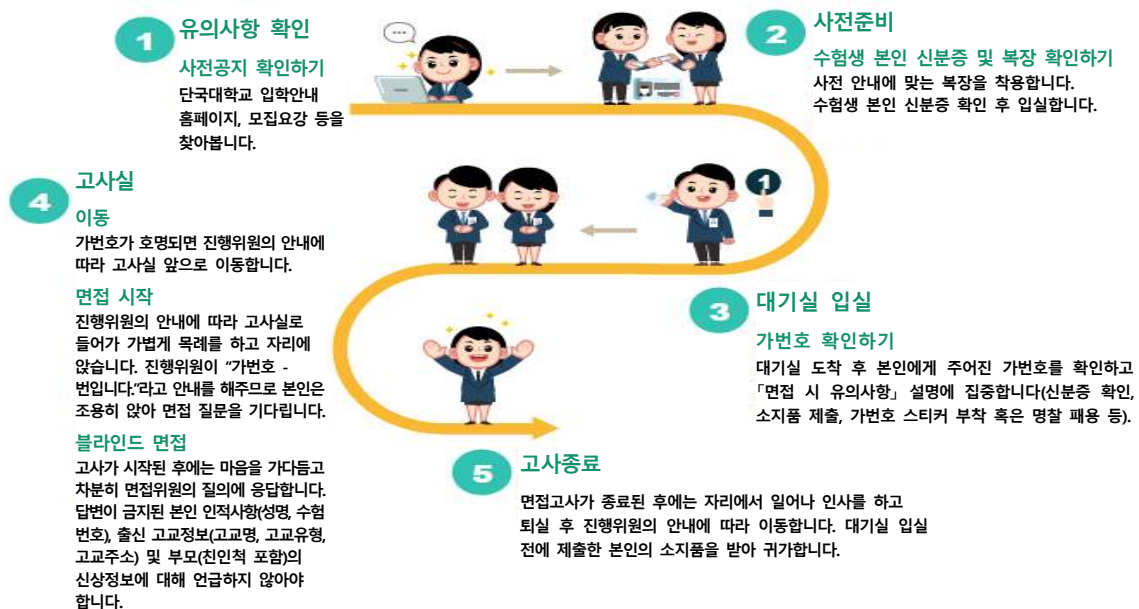 1
유의사항 확인
사전공지 확인하기
단국대학교 입학안내
홈페이지, 모집요강 등을
찾아봅니다.
2
사전준비
수험생 본인 신분증 및 복장 확인하기
사전 안내에 맞는 복장을 착용합니다.
수험생 본인 신분증 확인 후 입실합니다.
1
3
대기실 입실
가번호 확인하기
대기실 도착 후 본인에게 주어진 가번호를 확인하고
「면접 시 유의사항」 설명에 집중합니다(신분증 확인,
소지품 제출, 가번호 스티커 부착 혹은 명찰 패용 등).
4
고사실
이동
가번호가 호명되면 진행위원의 안내에
따라 고사실 앞으로 이동합니다.
면접 시작
진행위원의 안내에 따라 고사실로
들어가 가볍게 목례를 하고 자리에
앉습니다. 진행위원이 “가번호 -
번입니다.”라고 안내를 해주므로 본인은
조용히 앉아 면접 질문을 기다립니다.
블라인드 면접
고사가 시작된 후에는 마음을 가다듬고
차분히 면접위원의 질의에 응답합니다.
답변이 금지된 본인 인적사항(성명, 수험
번호), 출신 고교정보(고교명, 고교유형,
고교주소) 및 부모(친인척 포함)의
신상정보에 대해 언급하지 않아야
합니다.
5
고사종료
면접고사가 종료된 후에는 자리에서 일어나 인사를 하고
퇴실 후 진행위원의 안내에 따라 이동합니다. 대기실 입실
전에 제출한 본인의 소지품을 받아 귀가합니다.